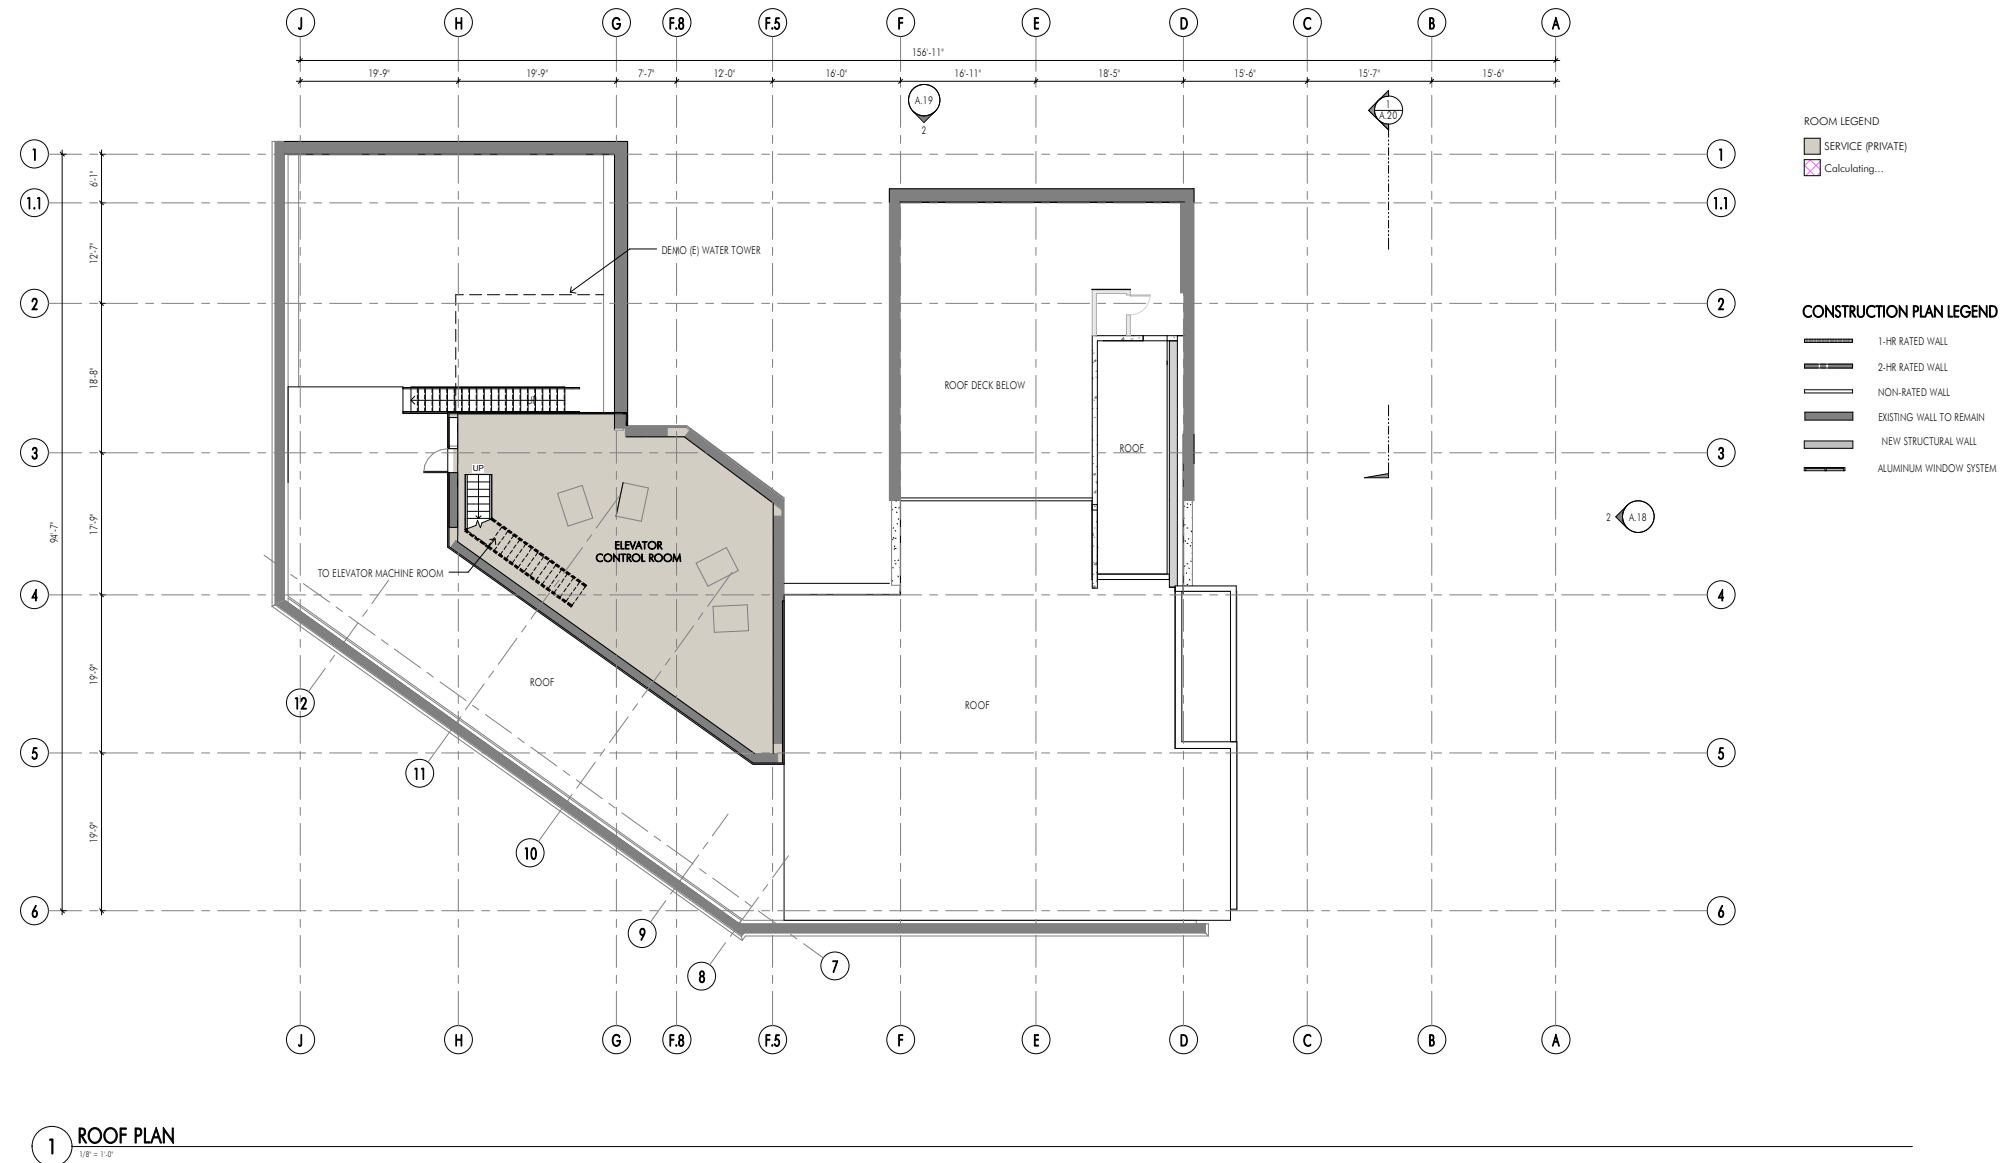 J H G F.8 F.5 F E D C B A
156'-11"
19'-9" 19'-9" 7'-7" 12'-0" 16'-0" 16'-11" 18'-5" 15'-6" 15'-7" 15'-6"
A.19
2
1
A.20
ROOM LEGEND
SERVICE (PRIVATE)
Calculating...
1 1
6'-1"
1.1 1.1
12'-7"
DEMO (E) WATER TOWER
2 2
CONSTRUCTION PLAN LEGEND
1-HR RATED WALL
2-HR RATED WALL
NON-RATED WALL
EXISTING WALL TO REMAIN
NEW STRUCTURAL WALL
ALUMINUM WINDOW SYSTEM
18'-8"
ROOF DECK BELOW
UP
3 3
ROOF
UP
17'-9"
94'-7"
2 A.18
ELEVATOR
CONTROL ROOM
TO ELEVATOR MACHINE ROOM
4 4
19'-9"
ROOF
ROOF
12
5 5
11
19'-9"
10
6 6
9
7
8
J H G F.8 F.5 F E D C B A
1 ROOF PLAN
1/8" = 1'-0"